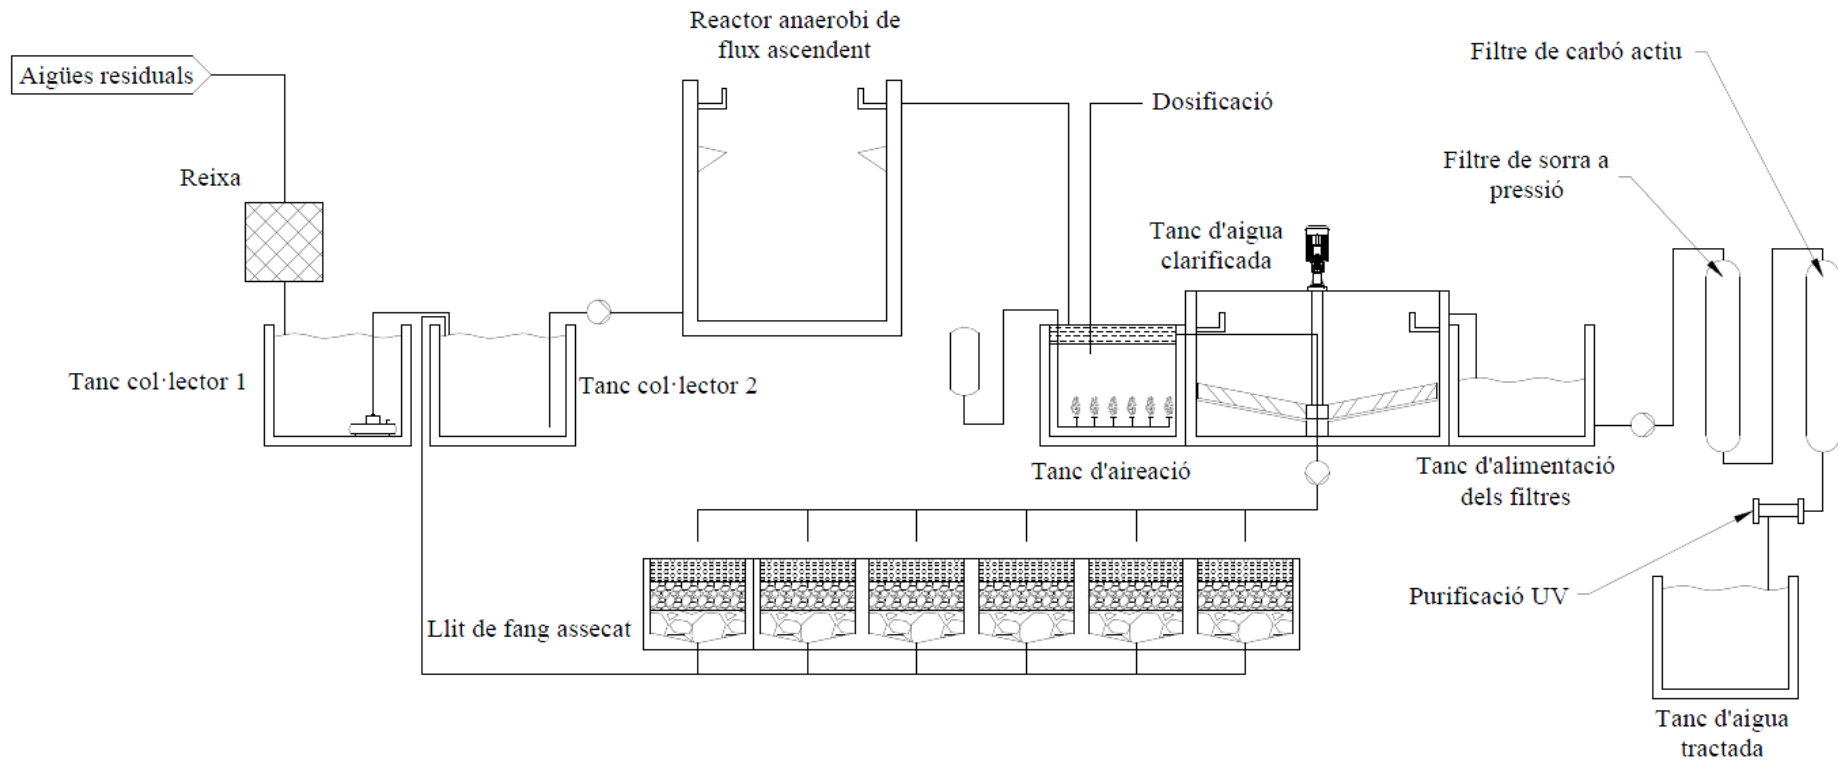 Reactor anaerobi de
flux ascendent
Aigües residuals
Filtre de carbó actiu
Dosificació
Reixa
Filtre de sorra a
pressió
Tanc d'aigua
clarificada
Tanc col·lector 1
Tanc col·lector 2
Tanc d'aireació
Tanc d'alimentació
dels filtres
Llit de fang assecat
Purificació UV
Tanc d'aigua
tractada